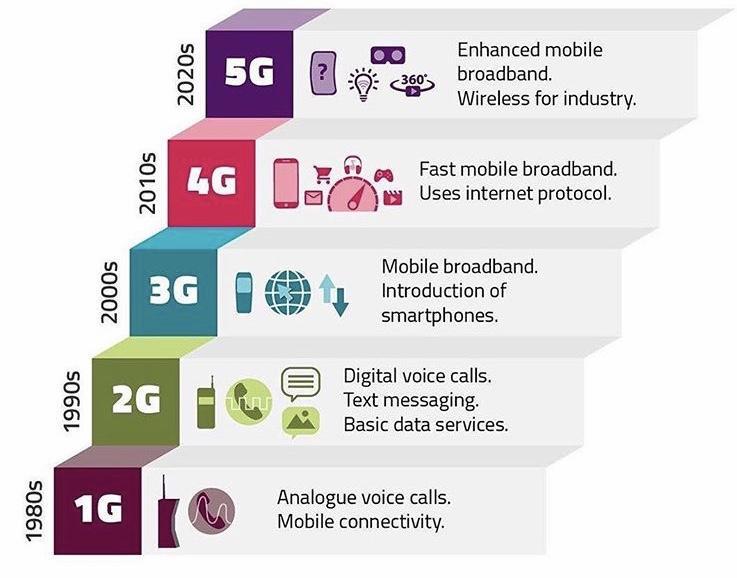 2020s
5G
?
360°
Enhanced mobile
broadband.
Wireless for industry.
2010s
4G
Fast mobile broadband.
Uses internet protocol.
2000s
3G
Mobile broadband.
Introduction of
smartphones.
1990s
2G
Digital voice calls.
Text messaging.
Basic data services.
1980s
1G
Analogue voice calls.
Mobile connectivity.